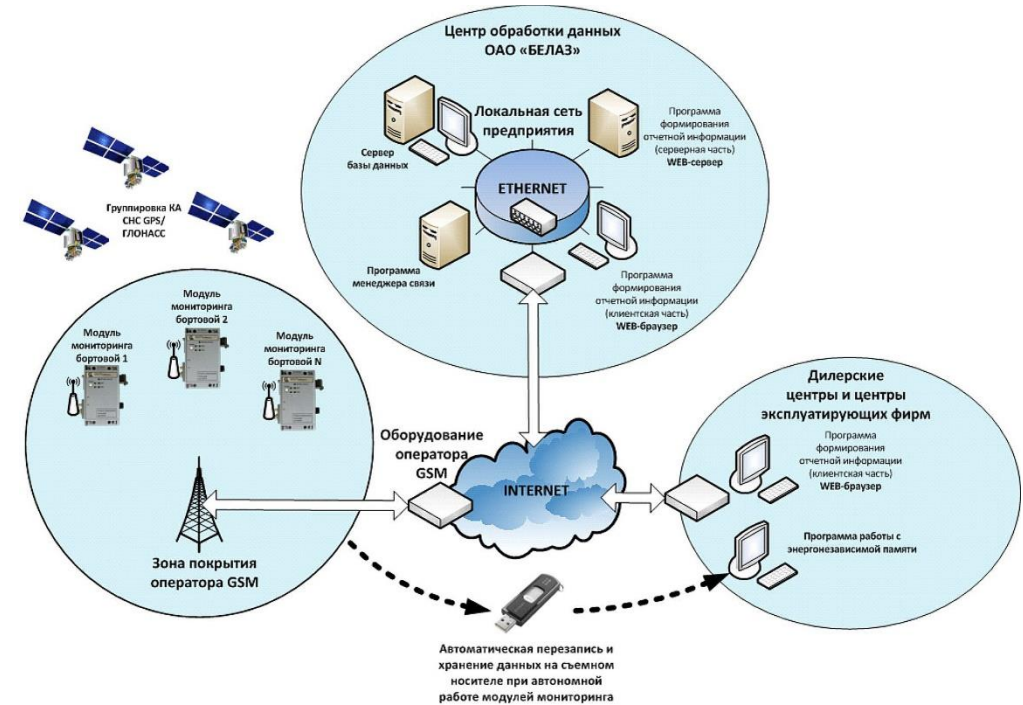 Центр обработки данных
ОАО «БЕЛАЗ»
Локальная сеть
предприятия
Сервер
базы данных
Программа
формирования
отчетной информации
(серверная часть)
WEB-сервер
ETHERNET
Программа
менеджера связи
Программа
формирования
отчетной информации
(клиентская часть)
WEB-браузер
Группировка КА
СНС GPS/
ГЛОНАСС
Модуль
мониторинга
бортовой 1
Модуль
мониторинга
бортовой 2
Модуль
мониторинга
бортовой N
Зона покрытия
оператора GSM
Оборудование
оператора
GSM
INTERNET
Дилерские
центры и центры
эксплуатирующих фирм
Программа
формирования
отчетной информации
(клиентская часть)
WEB-браузер
Программа работы с
энергонезависимой памяти
Автоматическая перезапись и
хранение данных на съемном
носителе при автономной
работе модулей мониторинга